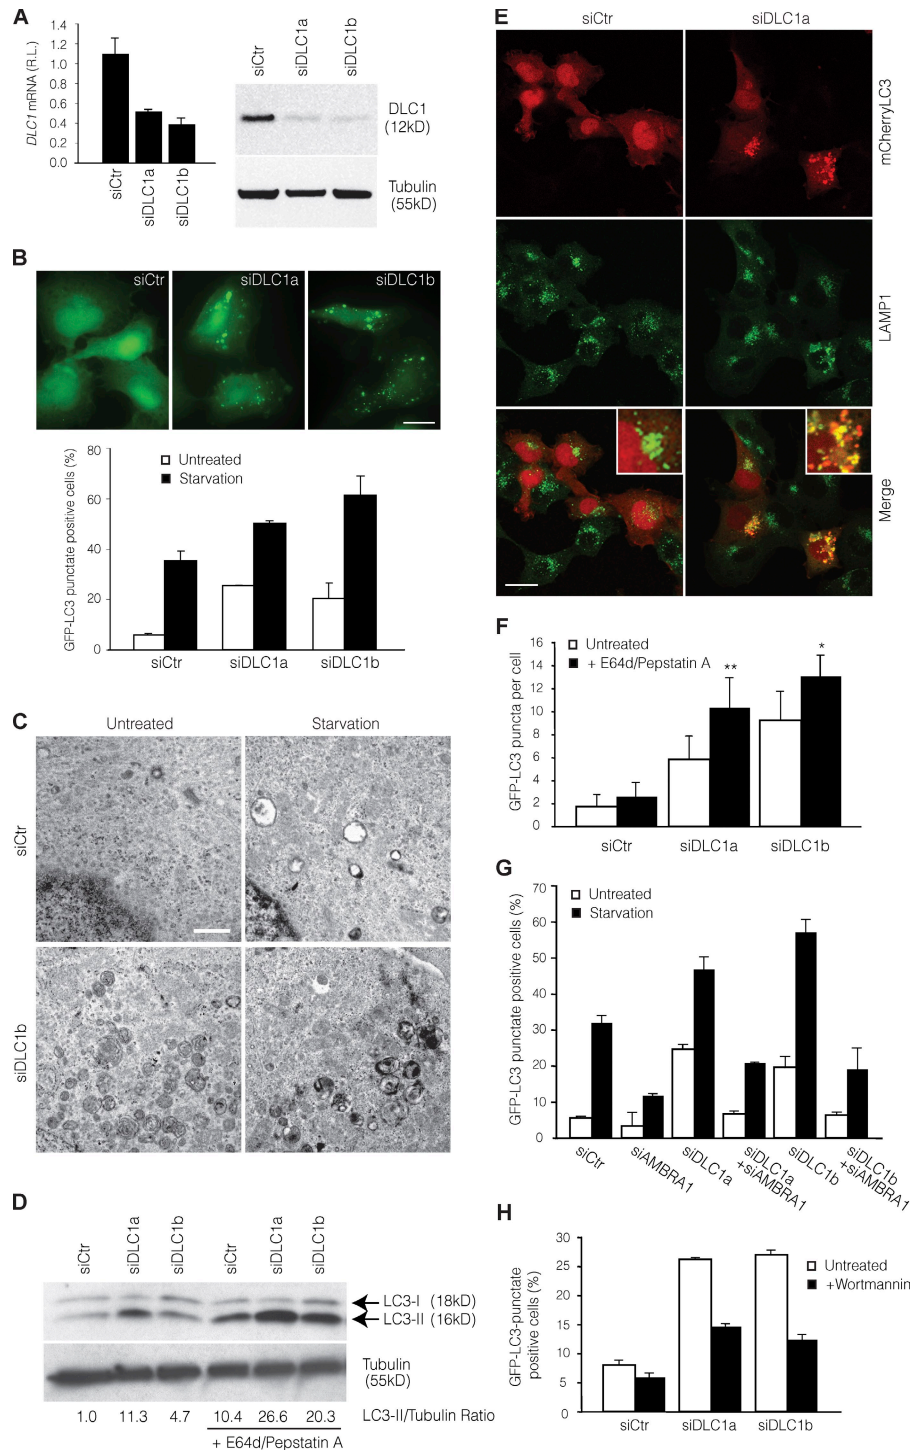 A
DLC1 mRNA (R.L.)
1.4
1.2
1.0
0.8
0.6
0.4
0.2
0.0
siCtr
siDLC1a
siDLC1b
siCtr
siDLC1a
siDLC1b
DLC1
(12kD)
Tubulin
(55kD)
B
siCtr
siDLC1a
siDLC1b
GFP-LC3 punctate positive cells (%)
80
60
40
20
0
Untreated
Starvation
siCtr
siDLC1a
siDLC1b
C
Untreated
Starvation
siCtr
siDLC1b
D
siCtr
siDLC1a
siDLC1b
siCtr
siDLC1a
siDLC1b
LC3-I (18kD)
LC3-II (16kD)
Tubulin
(55kD)
1.0 11.3 4.7 10.4 26.6 20.3 LC3-II/Tubulin Ratio
+ E64d/Pepstatin A
E
siCtr
siDLC1a
mCherryLC3
LAMP1
Merge
F
GFP-LC3 puncta per cell
16
14
12
10
8
6
4
2
0
Untreated
+ E64d/Pepstatin A
**
*
siCtr
siDLC1a
siDLC1b
G
GFP-LC3 punctate positive cells (%)
70
60
50
40
30
20
10
0
Untreated
Starvation
siCtr
siAMBRA1
siDLC1a
siDLC1a
+siAMBRA1
siDLC1b
siDLC1b
+siAMBRA1
H
GFP-LC3-punctate
positive cells (%)
30
25
20
15
10
5
0
Untreated
+Wortmannin
siCtr
siDLC1a
siDLC1b